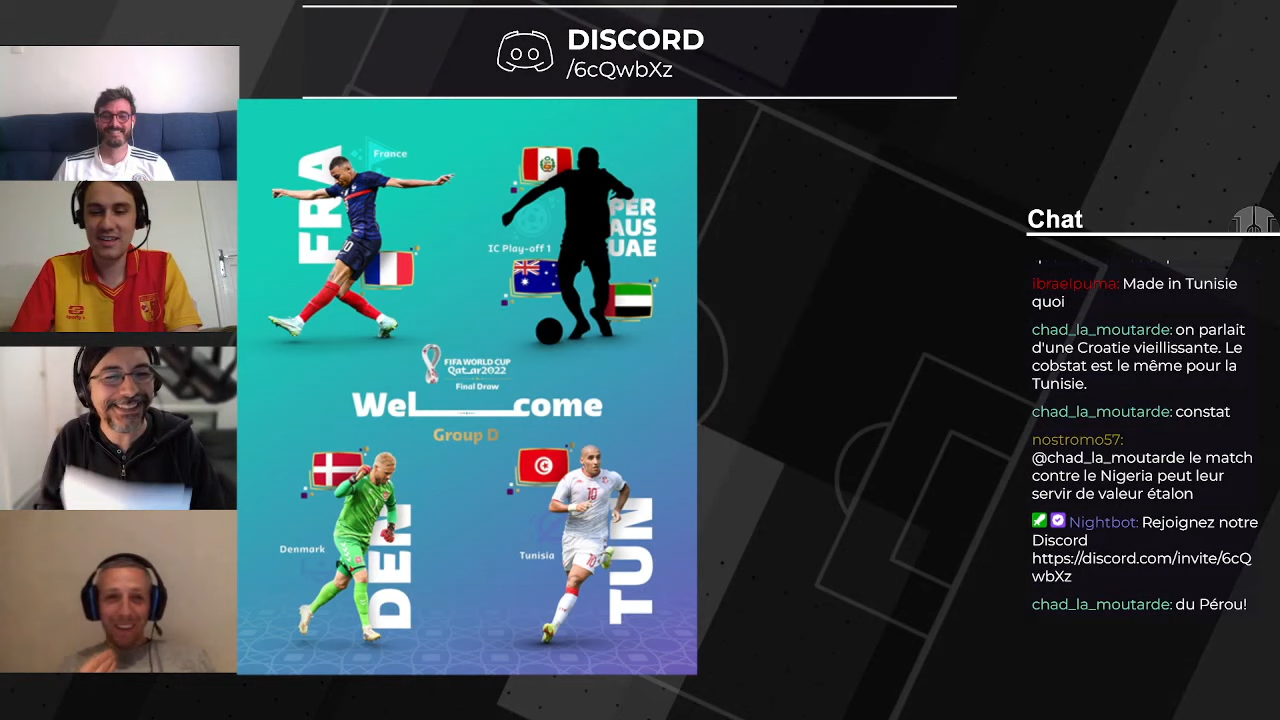 DISCORD
/6cQwbXz
FRA
France
IC Play-off 1
PER
AUS
UAE
FIFA WORLD CUP
Qatar2022
Final Draw
Wel come
Group D
Denmark
DEN
Tunisia
TUN
10
Chat
ibraelpuma: Made in Tunisie
quoi
chad_la_moutarde: on parlait
d'une Croatie vieillissante. Le
cobstat est le même pour la
Tunisie.
chad_la_moutarde: constat
nostromo57:
@chad_la_moutarde le match
contre le Nigeria peut leur
servir de valeur étalon
Nightbot: Rejoignez notre
Discord
https://discord.com/invite/6cQ
wbXz
chad_la_moutarde: du Pérou!